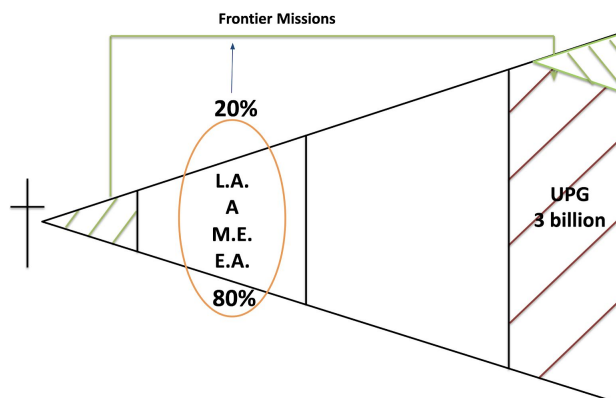 Frontier Missions
20%
L.A.
A
M.E.
E.A.
80%
UPG
3 billion